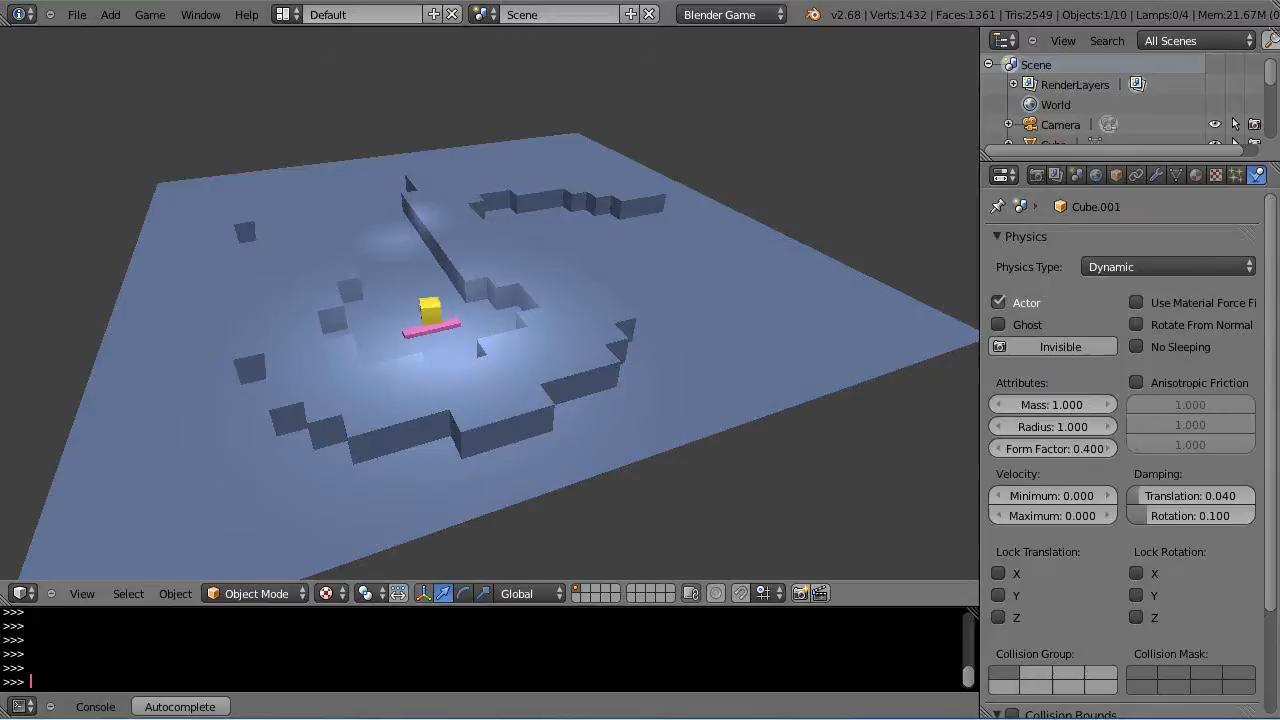 File Add Game Window Help Default Scene Blender Game v2.68 | Verts:1432 | Faces:1361 | Tris:2549 | Objects:1/10 | Lamps:0/4 | Mem:21.67M (0
View Search All Scenes
Scene
RenderLayers |
World
Camera |
Cube.001
Physics
Physics Type: Dynamic
Actor Use Material Force Fi
Ghost Rotate From Normal
Invisible No Sleeping
Attributes: Anisotropic Friction
Mass: 1.000 1.000
Radius: 1.000 1.000
Form Factor: 0.400 1.000
Velocity: Damping:
Minimum: 0.000 Translation: 0.040
Maximum: 0.000 Rotation: 0.100
Lock Translation: Lock Rotation:
X X
Y Y
Z Z
Collision Group: Collision Mask:
Collision Bounds
View Select Object Object Mode Global
>>>
>>>
>>>
>>>
>>>
>>>
Console Autocomplete